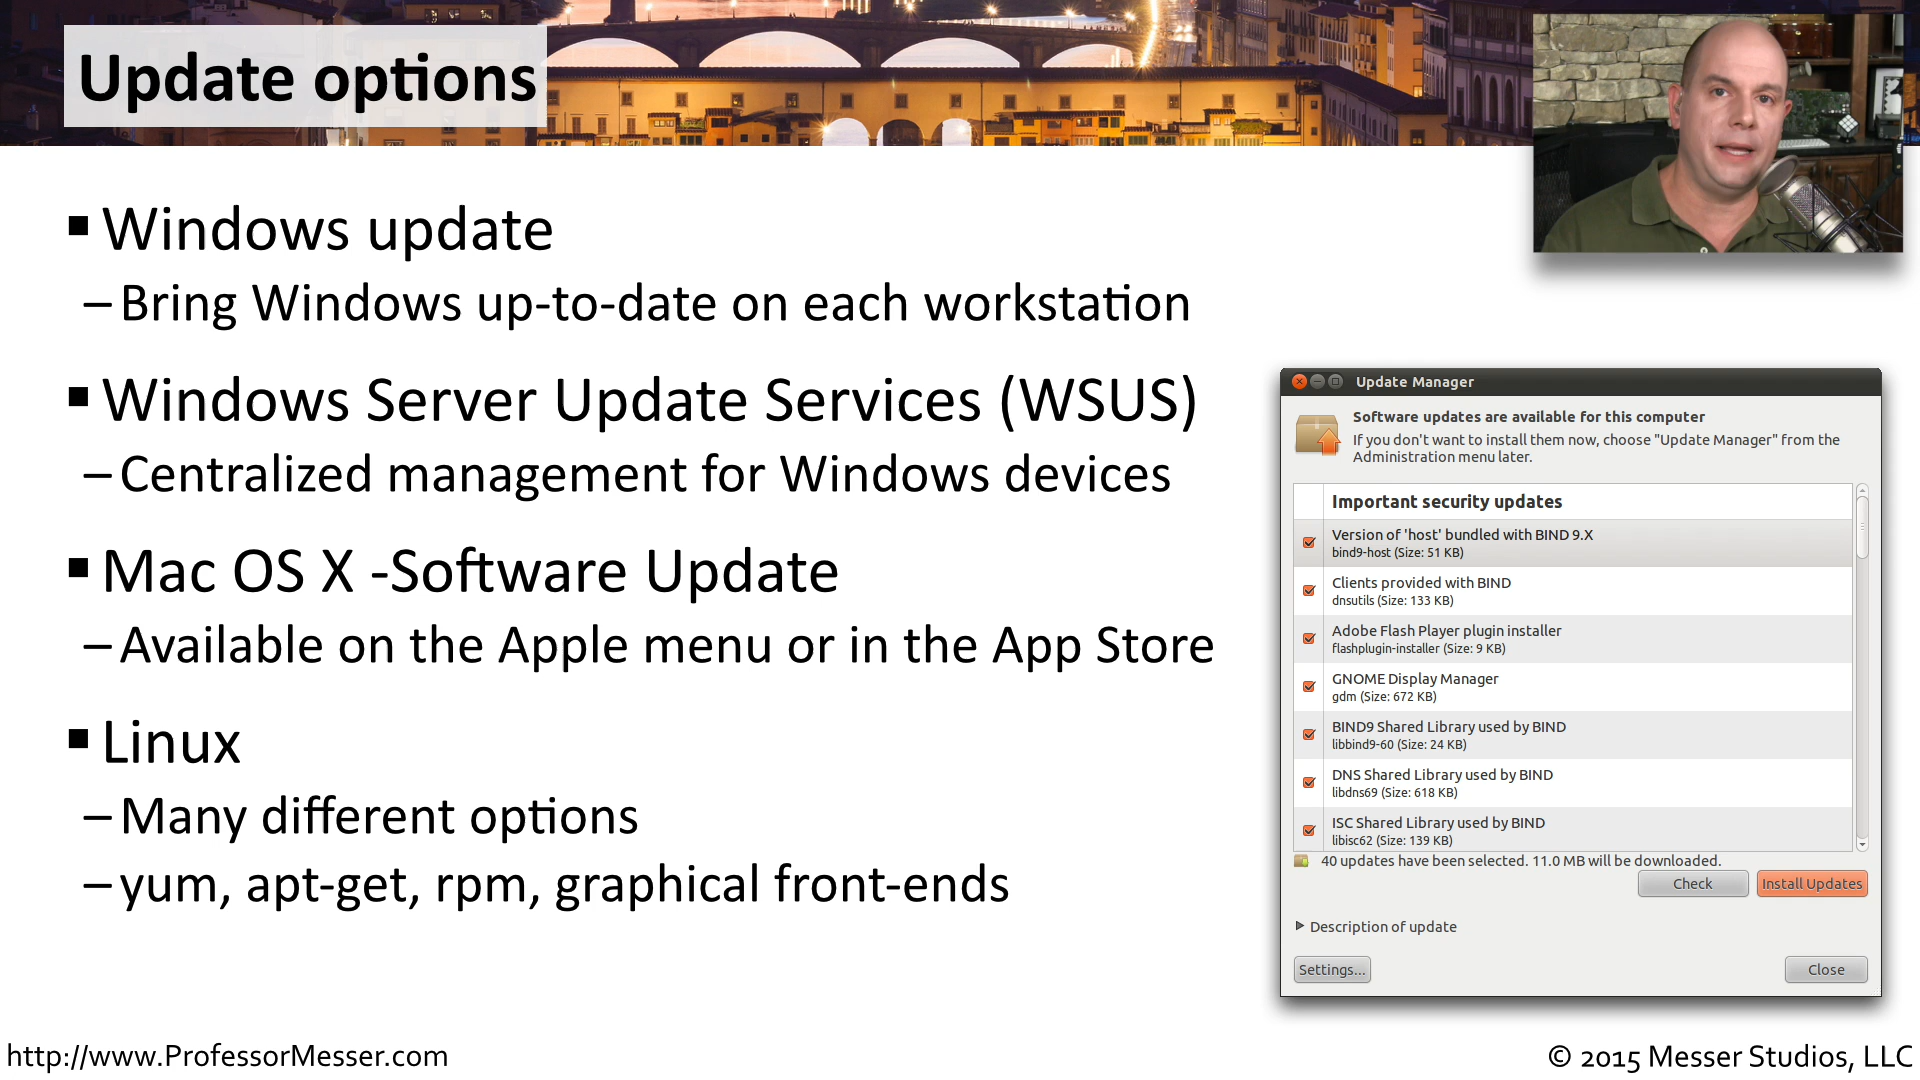 Update options
▪ Windows update
– Bring Windows up-to-date on each workstation
▪ Windows Server Update Services (WSUS)
– Centralized management for Windows devices
▪ Mac OS X -Software Update
– Available on the Apple menu or in the App Store
▪ Linux
– Many different options
– yum, apt-get, rpm, graphical front-ends
Update Manager
Software updates are available for this computer
If you don't want to install them now, choose "Update Manager" from the
Administration menu later.
Important security updates
Version of 'host' bundled with BIND 9.X
bind9-host (Size: 51 KB)
Clients provided with BIND
dnsutils (Size: 133 KB)
Adobe Flash Player plugin installer
flashplugin-installer (Size: 9 KB)
GNOME Display Manager
gdm (Size: 672 KB)
BIND9 Shared Library used by BIND
libbind9-60 (Size: 24 KB)
DNS Shared Library used by BIND
libdns69 (Size: 618 KB)
ISC Shared Library used by BIND
libisc62 (Size: 139 KB)
40 updates have been selected. 11.0 MB will be downloaded.
Check Install Updates
Description of update
Settings... Close
http://www.ProfessorMesser.com
© 2015 Messer Studios, LLC